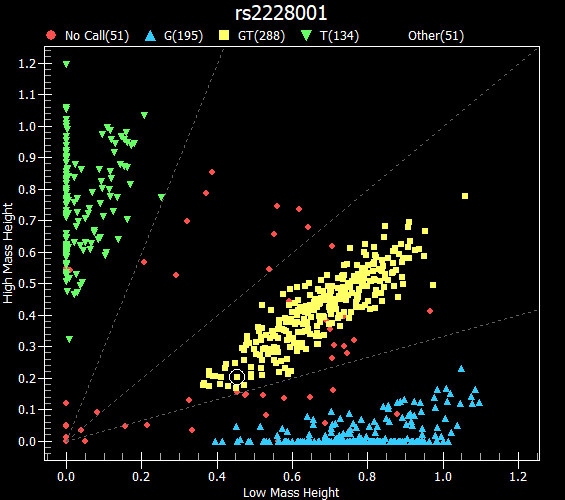 rs2228001
No Call(51) G(195) GT(288) T(134) Other(51)
1.2
1.1
1.0
0.9
0.8
0.7
0.6
0.5
0.4
0.3
0.2
0.1
0.0
High Mass Height
0.0 0.2 0.4 0.6 0.8 1.0 1.2
Low Mass Height